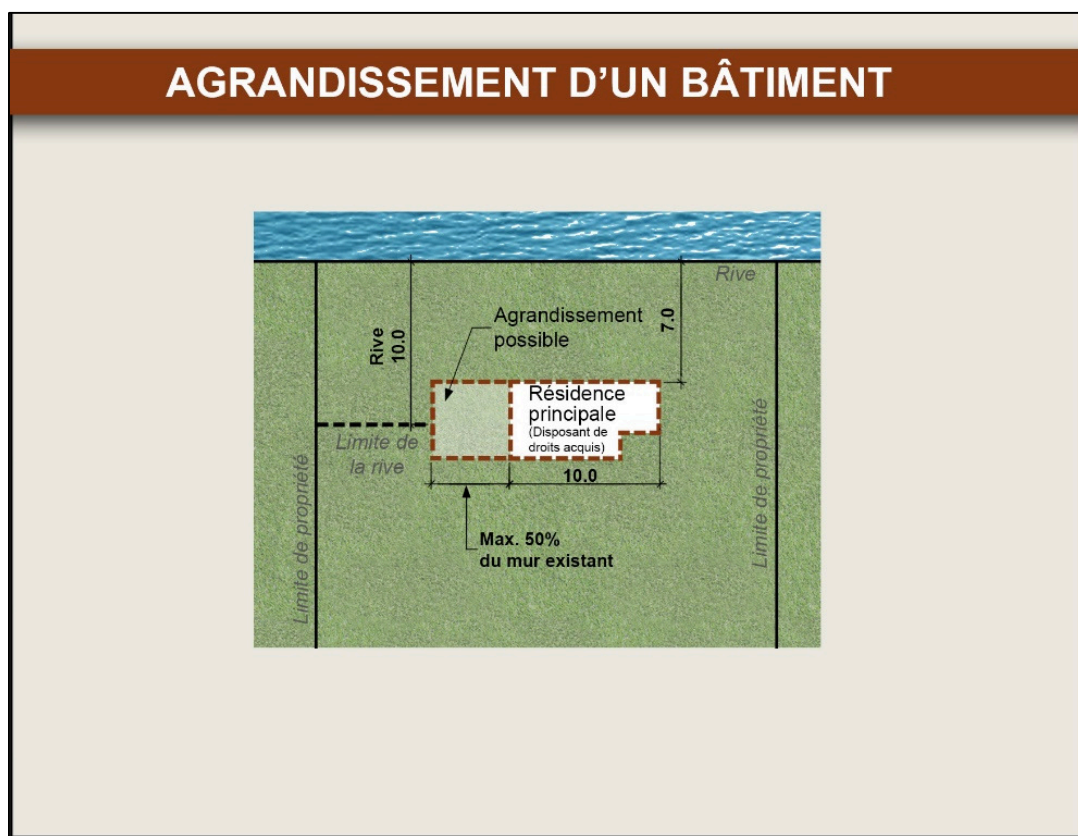 AGRANDISSEMENT D'UN BÂTIMENT
Rive
Rive
10.0
7.0
Agrandissement
possible
Résidence
principale
(Disposant de
droits acquis)
Limite de
la rive
10.0
Max. 50%
du mur existant
Limite de propriété
Limite de propriété